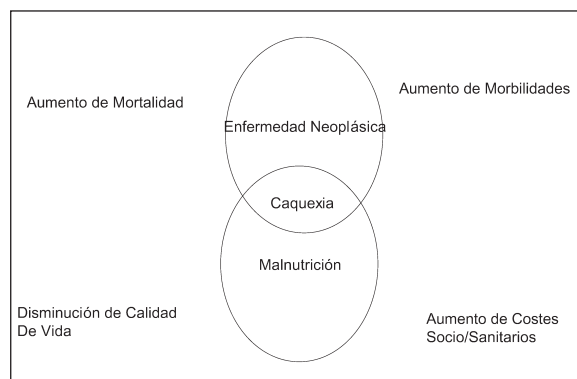 Aumento de Mortalidad
Aumento de Morbilidades
Enfermedad Neoplásica
Caquexia
Malnutrición
Disminución de Calidad
De Vida
Aumento de Costes
Socio/Sanitarios